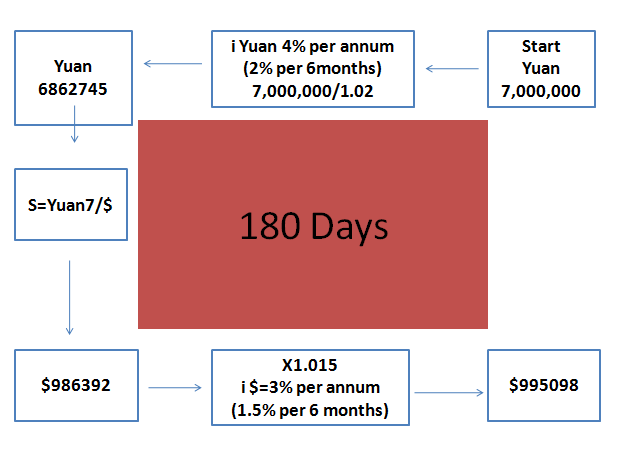 Start
Yuan
7,000,000
i Yuan 4% per annum
(2% per 6months)
7,000,000/1.02
Yuan
6862745
S=Yuan7/$
180 Days
$986392
X1.015
i $=3% per annum
(1.5% per 6 months)
$995098